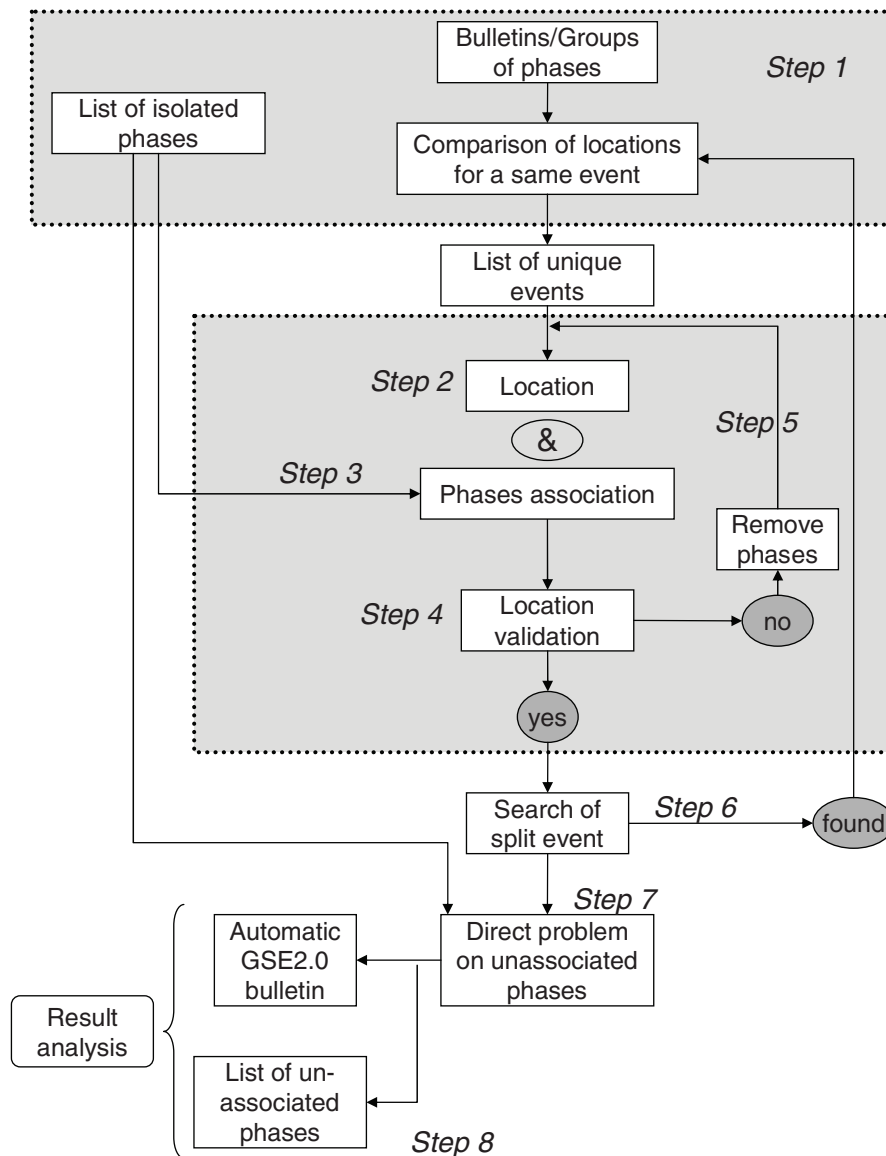 Bulletins/Groups
of phases
Step 1
List of isolated
phases
Comparison of locations
for a same event
List of unique
events
Step 2
Location
&
Step 5
Step 3
Phases association
Remove
phases
Step 4
Location
validation
no
yes
Search of
split event
Step 6
found
Step 7
Automatic
GSE2.0
bulletin
Direct problem
on unassociated
phases
Result
analysis
List of un-
associated
phases
Step 8